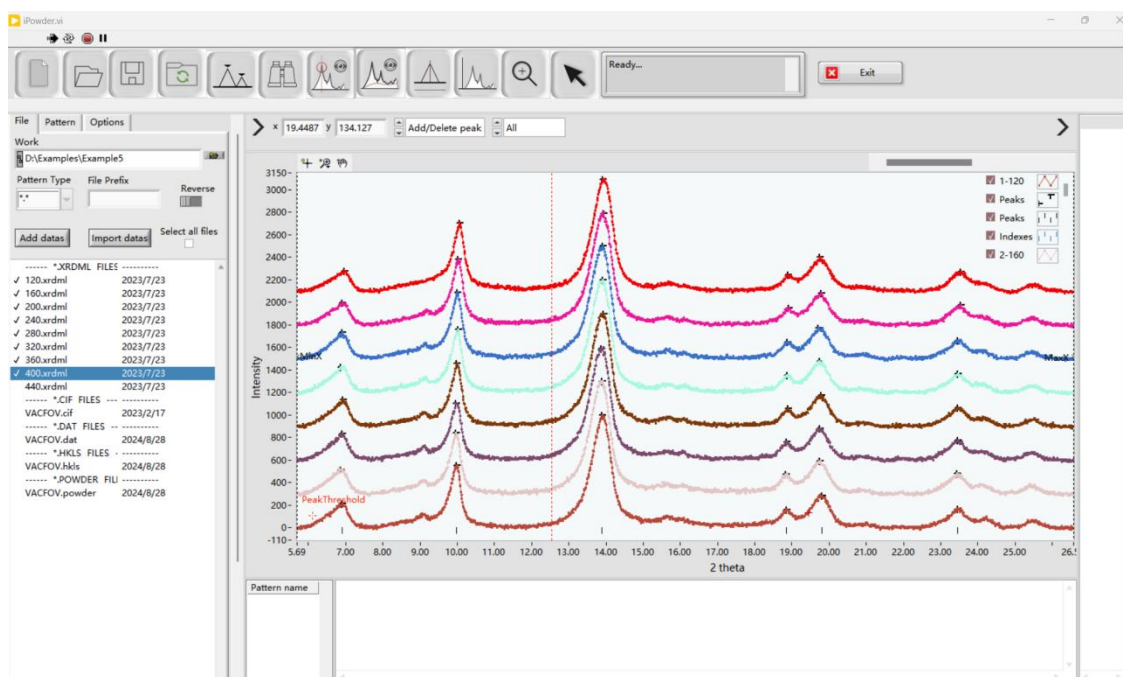 iPowder.vi
Ready...
Exit
File Pattern Options
x 19.4487 y 134.127 Add/Delete peak All
Work
D:\Examples\Example5
Pattern Type File Prefix
Reverse
*.*
Add datas Import datas Select all files
------ *.XRDML FILES ----------
✓ 120.xrdml 2023/7/23
✓ 160.xrdml 2023/7/23
✓ 200.xrdml 2023/7/23
✓ 240.xrdml 2023/7/23
✓ 280.xrdml 2023/7/23
✓ 320.xrdml 2023/7/23
✓ 360.xrdml 2023/7/23
✓ 400.xrdml 2023/7/23
440.xrdml 2023/7/23
------ *.CIF FILES --- ----------
VACFOV.cif 2023/2/17
------ *.DAT FILES --- ----------
VACFOV.dat 2024/8/28
------ *.HKLS FILES - ----------
VACFOV.hkls 2024/8/28
------ *.POWDER FILI ----------
VACFOV.powder 2024/8/28
3150
3000
2800
2600
2400
2200
2000
1800
1600
1400
1200
1000
800
600
400
200
0
-110
Intensity
1-120
Peaks
Peaks
Indexes
2-160
MinX
MaxX
PeakThreshold
5.69 7.00 8.00 9.00 10.00 11.00 12.00 13.00 14.00 15.00 16.00 17.00 18.00 19.00 20.00 21.00 22.00 23.00 24.00 25.00 26.5
2 theta
Pattern name